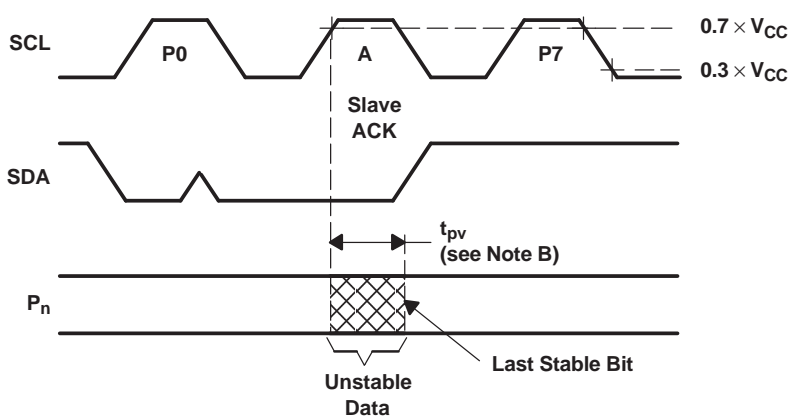 SCL
P0
A
P7
0.7 × VCC
0.3 × VCC
Slave
ACK
SDA
tpv
(see Note B)
Pn
Last Stable Bit
Unstable
Data